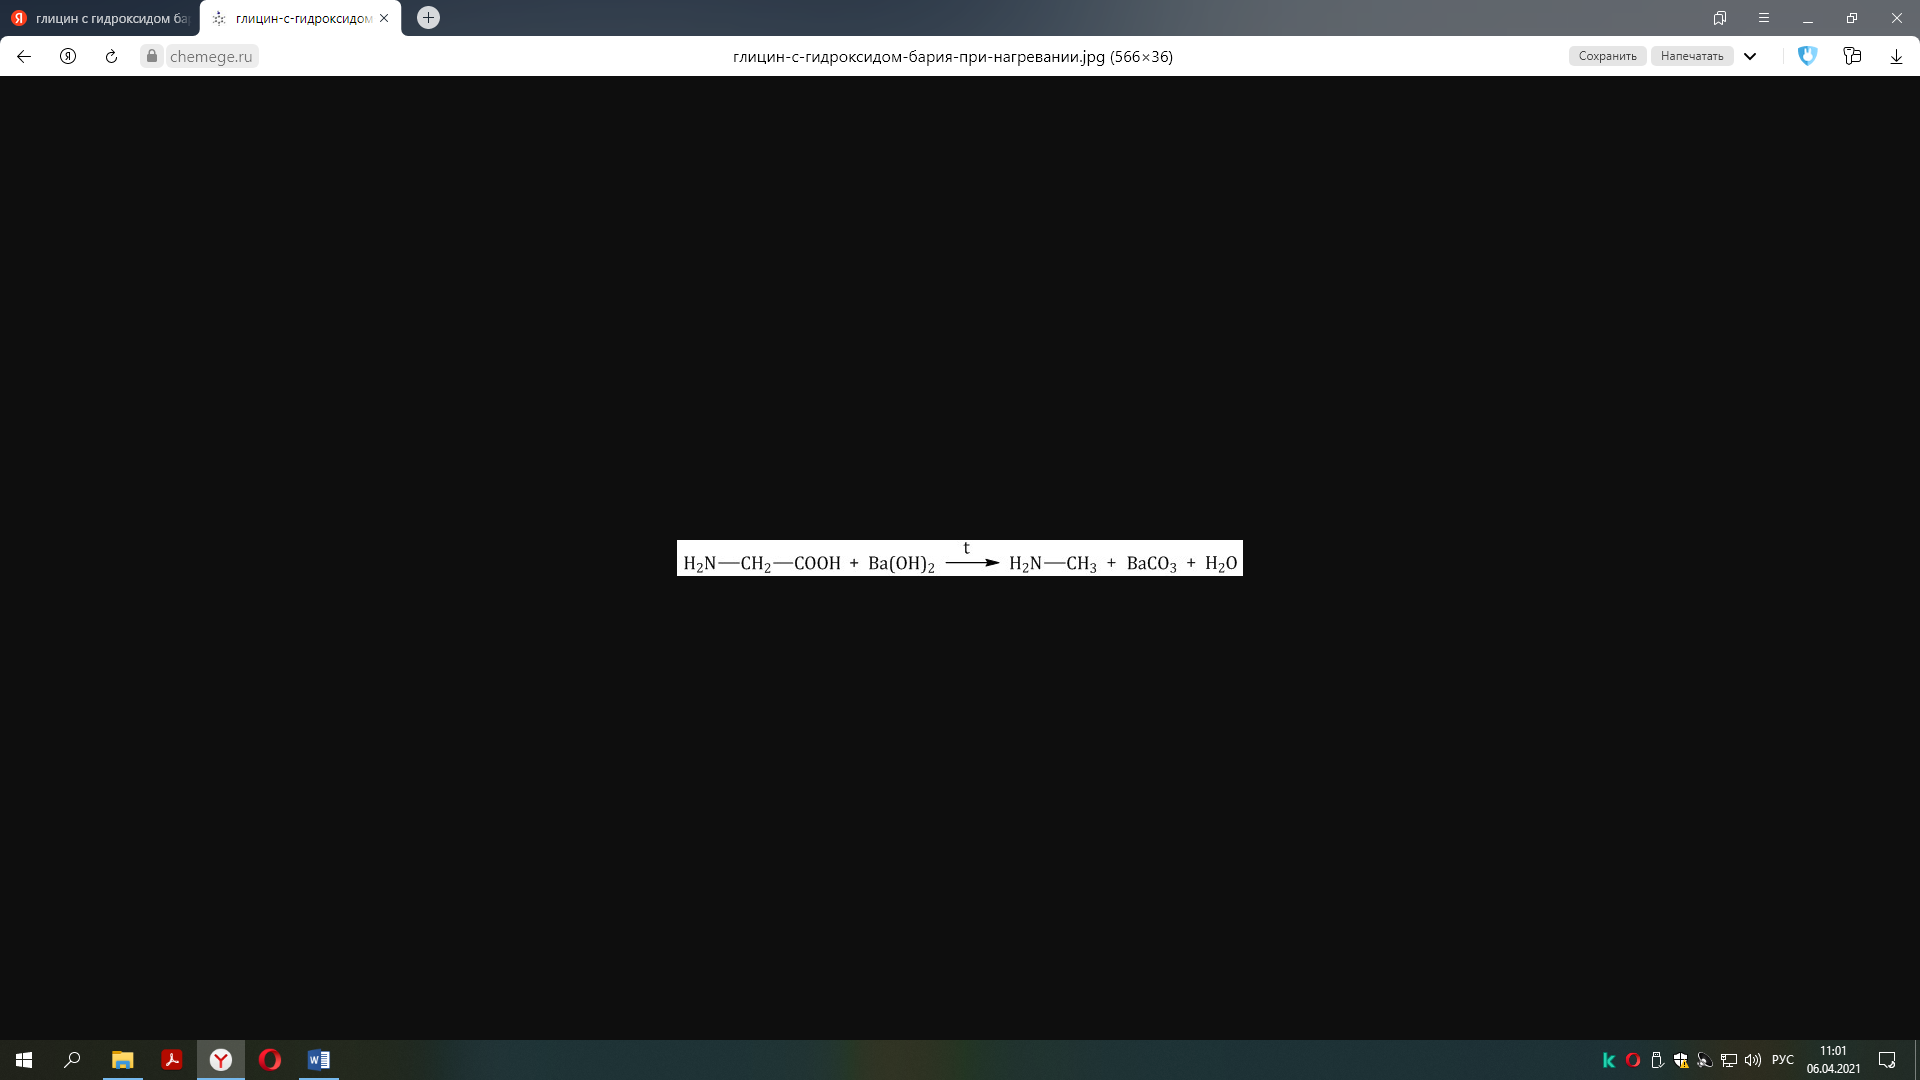 глицин с гидроксидом ба
глицин-с-гидроксидом
chemege.ru
глицин-с-гидроксидом-бария-при-нагревании.jpg (566×36)
Сохранить
Напечатать
t
H₂N—CH₂—COOH + Ba(OH)₂ ⟶ H₂N—CH₃ + BaCO₃ + H₂O
РУС
11:01
06.04.2021